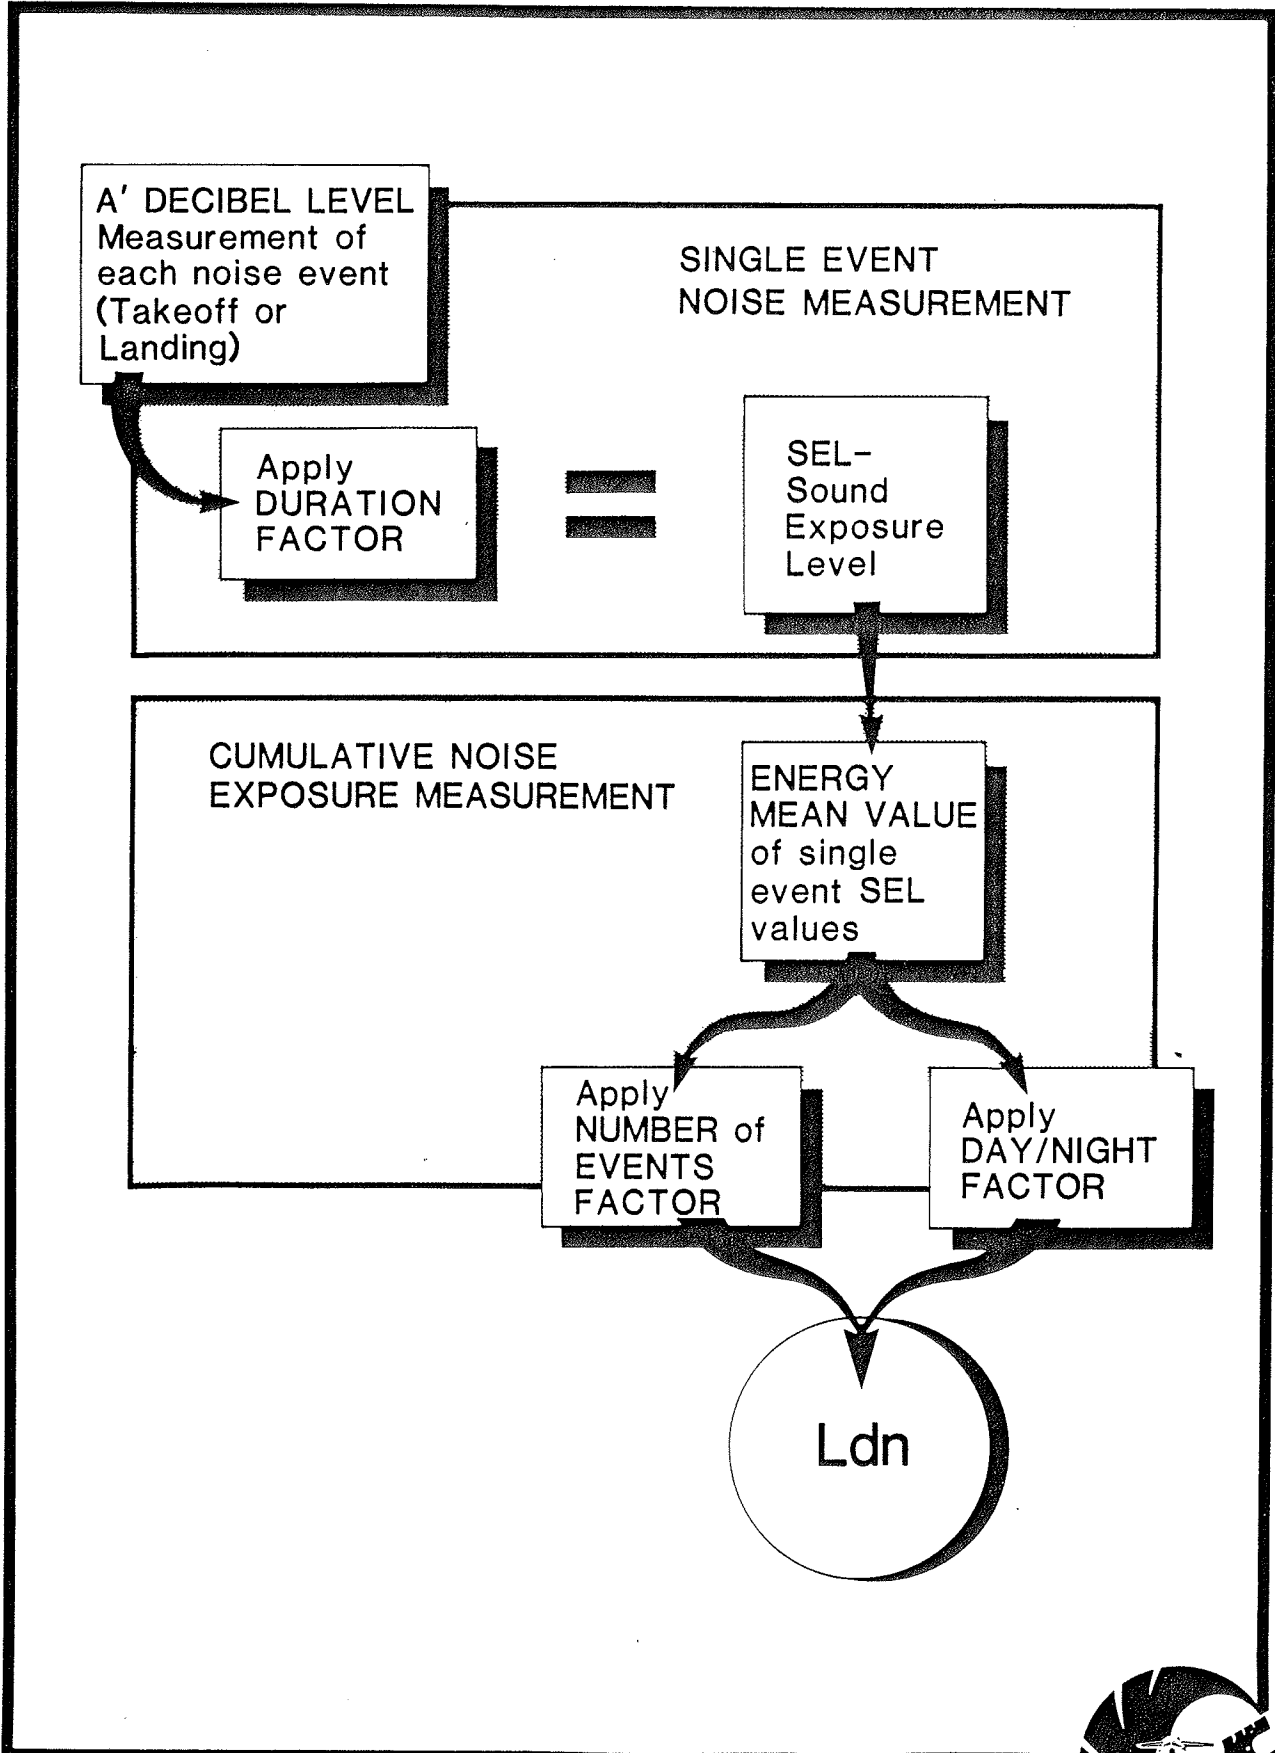 A' DECIBEL LEVEL
Measurement of
each noise event
(Takeoff or
Landing)
SINGLE EVENT
NOISE MEASUREMENT
Apply
DURATION
FACTOR
=
SEL-
Sound
Exposure
Level
CUMULATIVE NOISE
EXPOSURE MEASUREMENT
ENERGY
MEAN VALUE
of single
event SEL
values
Apply
NUMBER of
EVENTS
FACTOR
Apply
DAY/NIGHT
FACTOR
Ldn